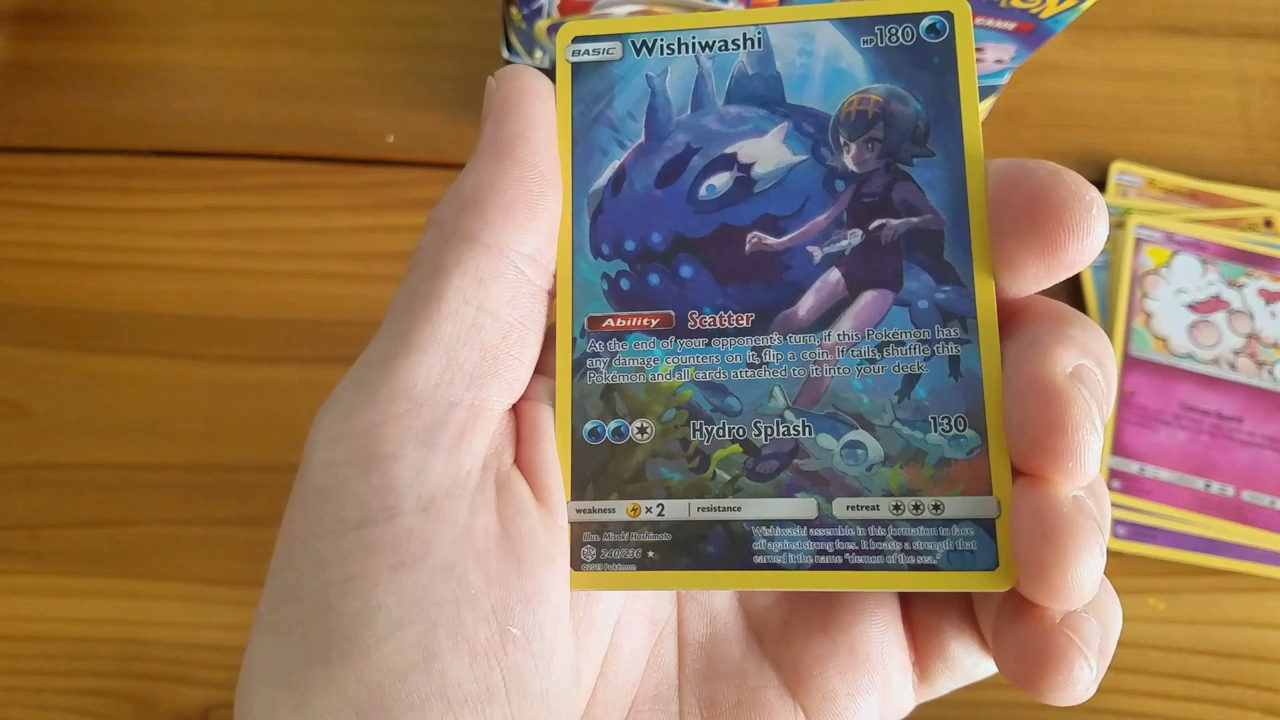 BASIC Wishiwashi HP180
Ability Scatter
At the end of your opponent's turn, if this Pokémon has
any damage counters on it, flip a coin. If tails, shuffle this
Pokémon and all cards attached to it into your deck.
Hydro Splash 130
weakness ×2 resistance retreat
Illus. Misaki Hashimoto
240/236
©2019 Pokémon
Wishiwashi assemble in this formation to face
off against strong foes. It boasts a strength that
earned it the name "demon of the sea."
GAME